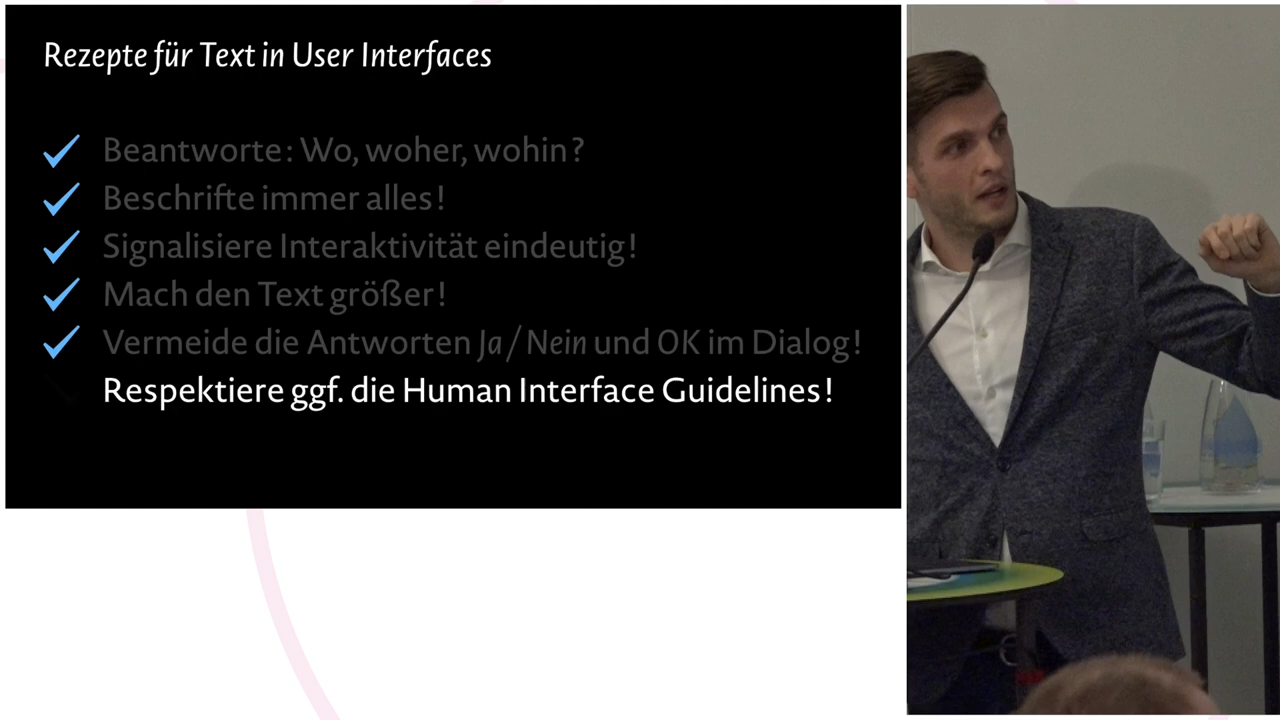 Rezepte für Text in User Interfaces
Beantworte: Wo, woher, wohin?
Beschrifte immer alles!
Signalisiere Interaktivität eindeutig!
Mach den Text größer!
Vermeide die Antworten Ja / Nein und OK im Dialog!
Respektiere ggf. die Human Interface Guidelines!